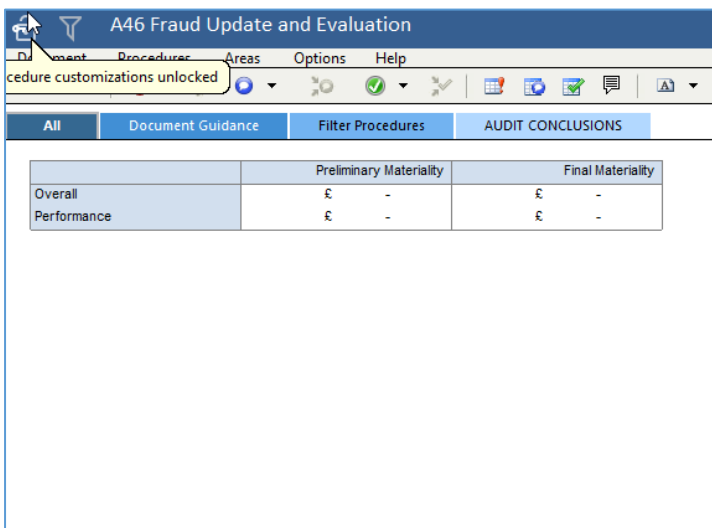 A46 Fraud Update and Evaluation
Document Procedures Areas Options Help
cedure customizations unlocked
All Document Guidance Filter Procedures AUDIT CONCLUSIONS
Preliminary Materiality Final Materiality
Overall £ - £ -
Performance £ - £ -